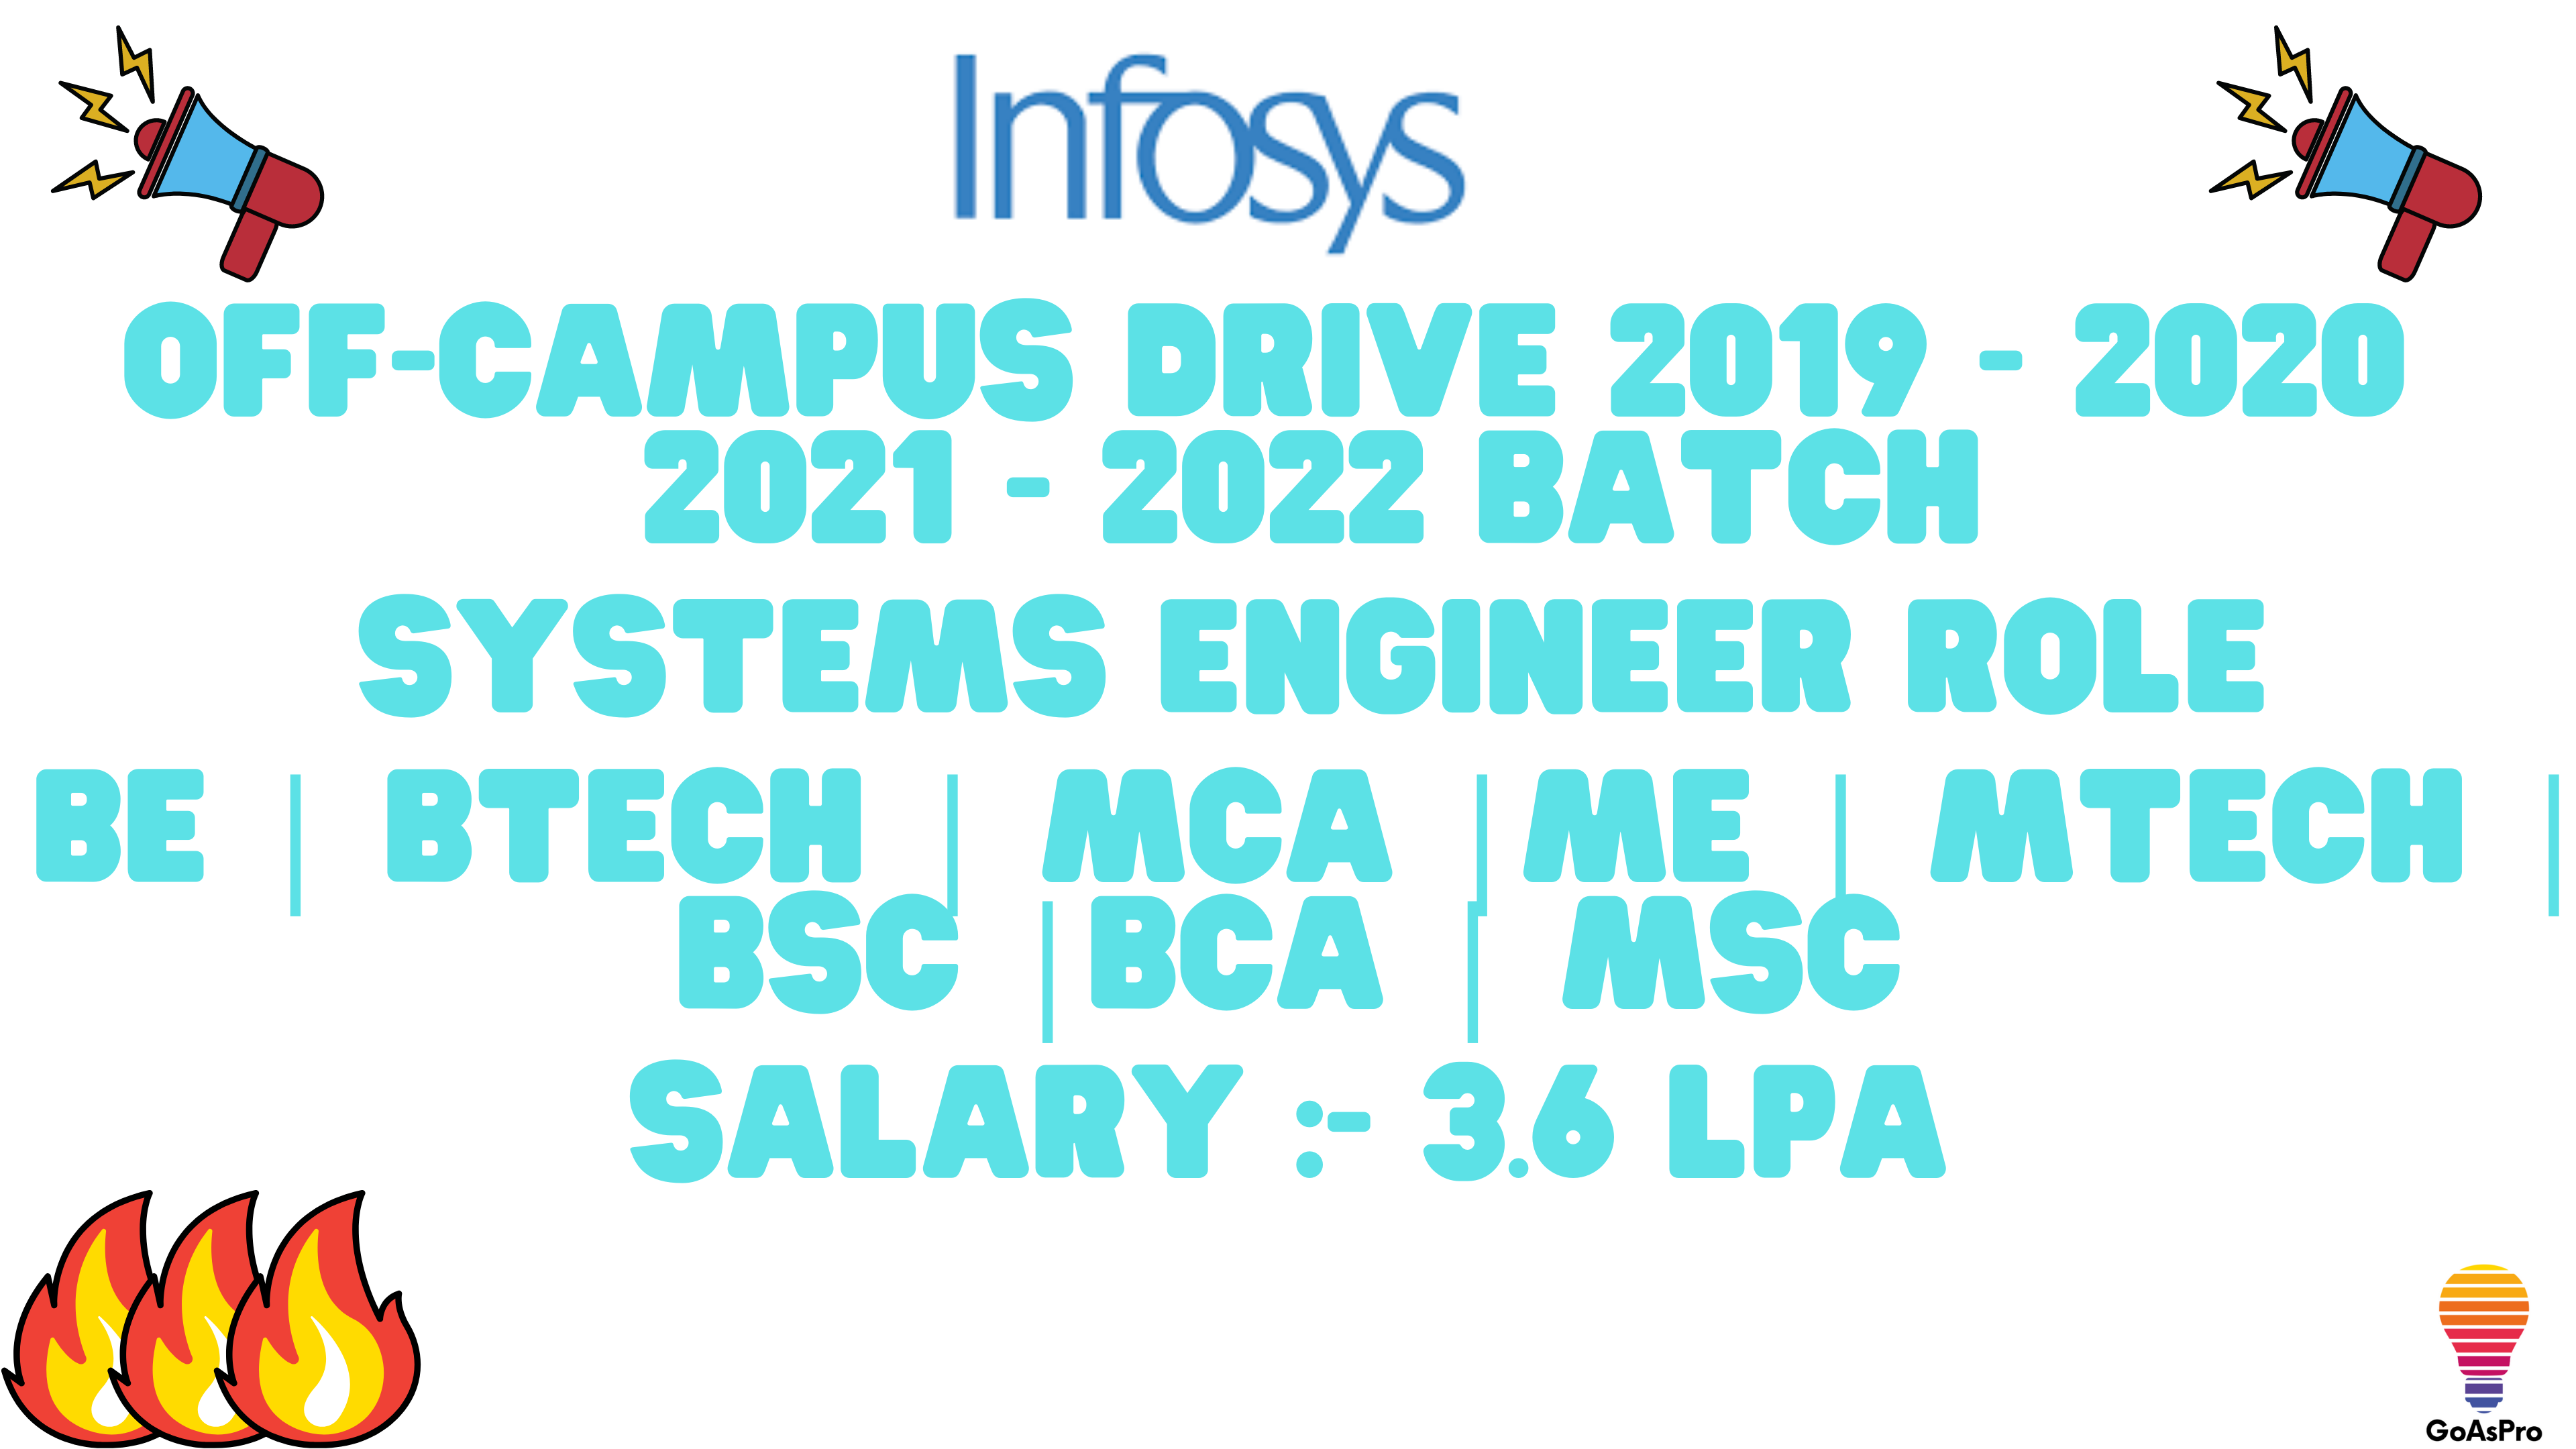 Infosys
OFF-CAMPUS DRIVE 2019 - 2020
2021 - 2022 BATCH
SYSTEMS ENGINEER ROLE
BE | BTECH | MCA | ME | MTECH |
BSC | BCA | MSC
SALARY :- 3.6 LPA
GoAsPro